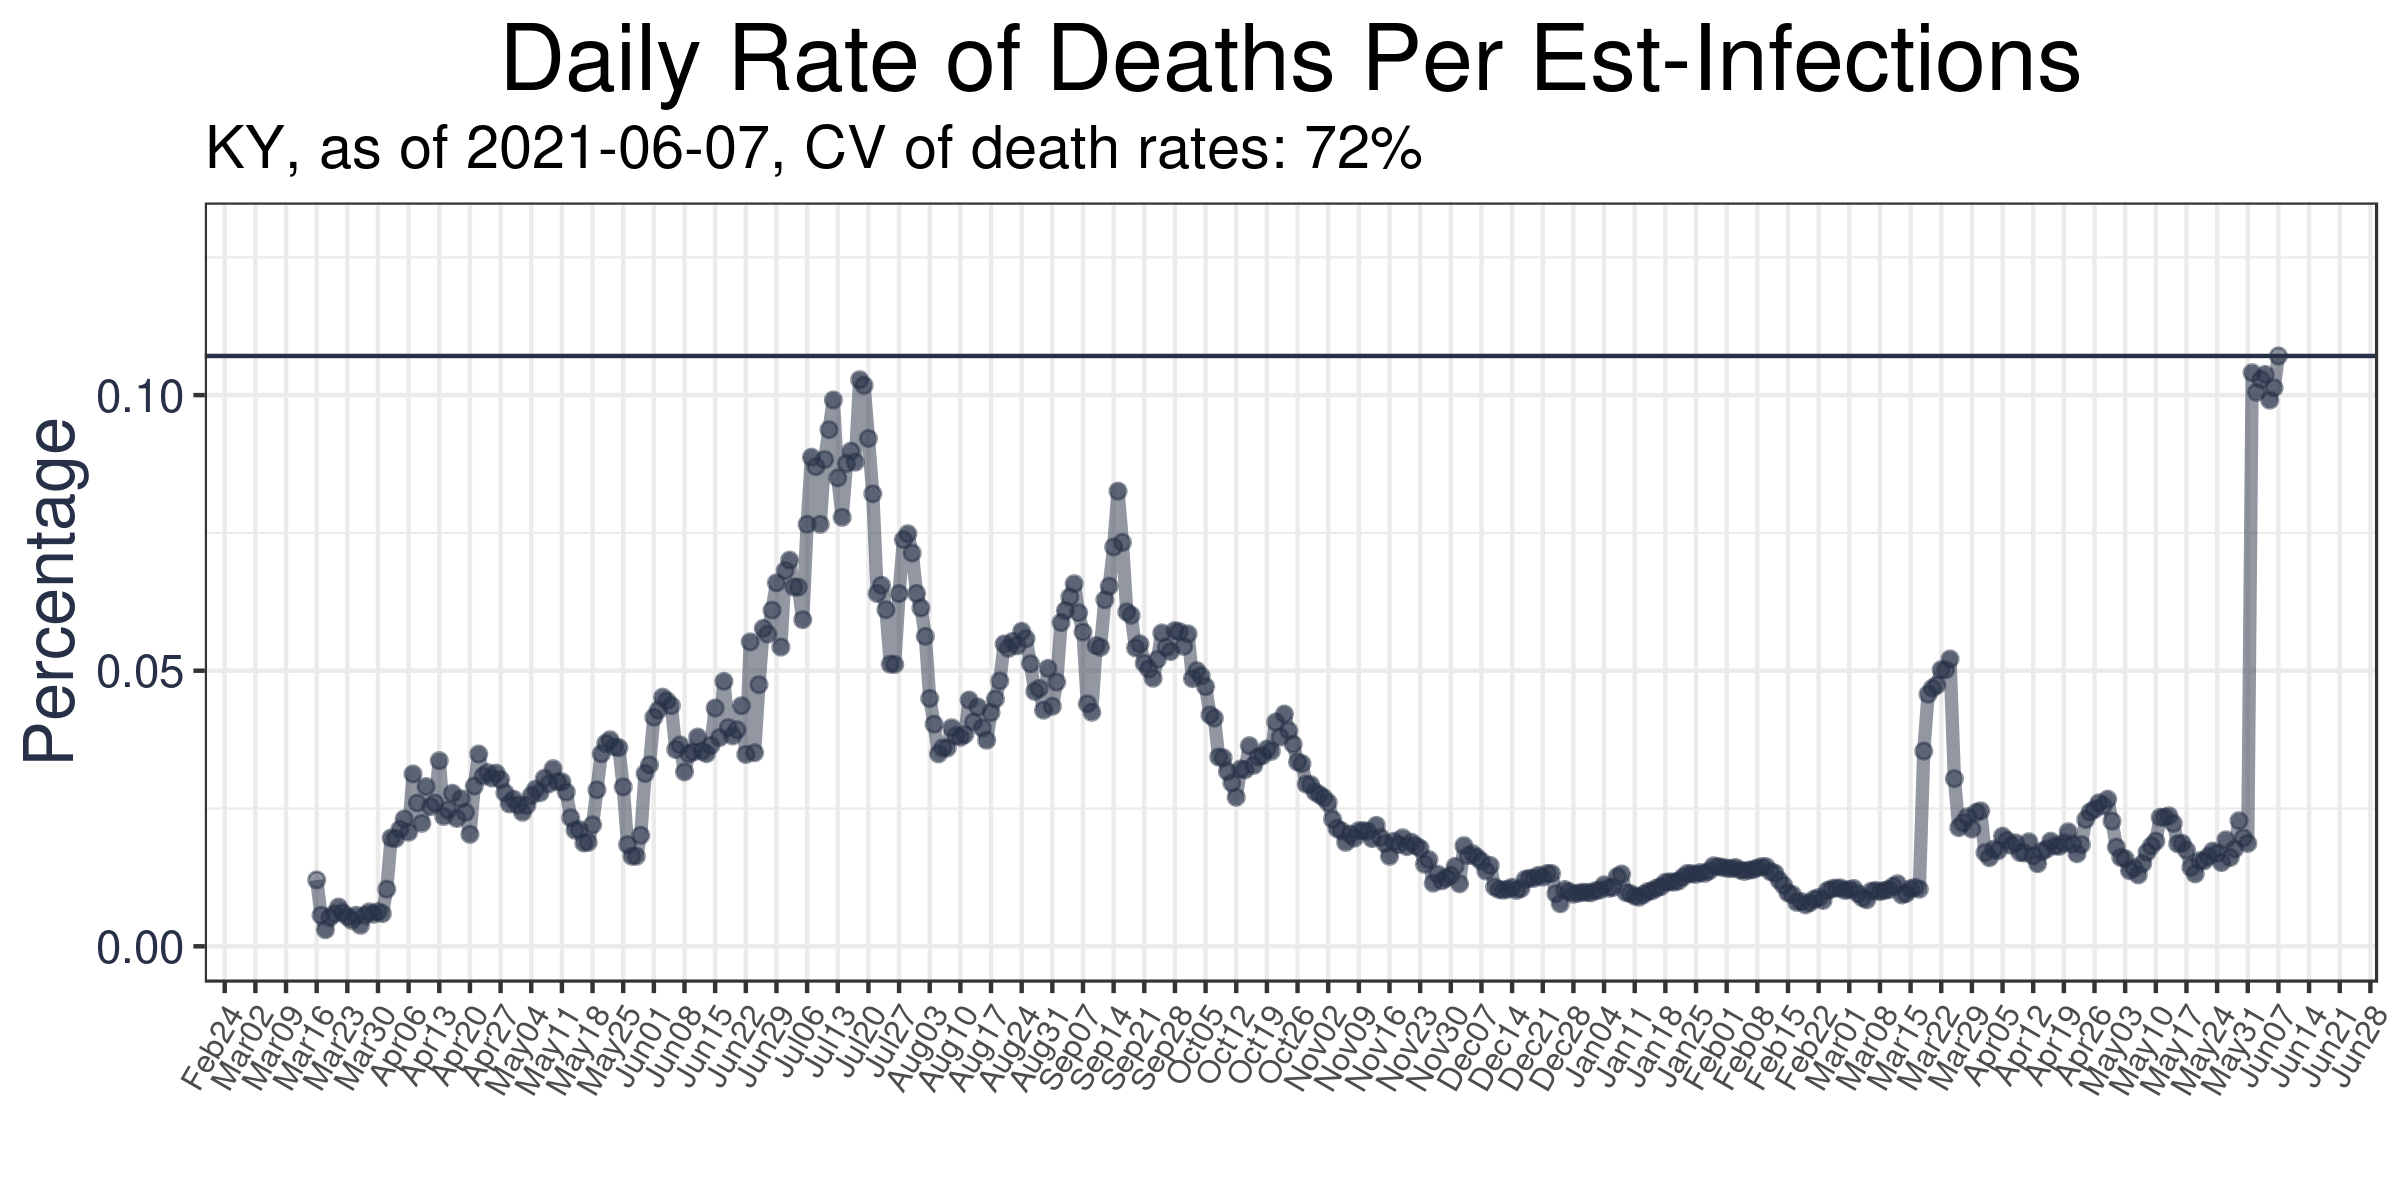 Daily Rate of Deaths Per Est-Infections
KY, as of 2021-06-07, CV of death rates: 72%
Percentage
0.10
0.05
0.00
Feb24
Mar02
Mar09
Mar16
Mar23
Mar30
Apr06
Apr13
Apr20
Apr27
May04
May11
May18
May25
Jun01
Jun08
Jun15
Jun22
Jun29
Jul06
Jul13
Jul20
Jul27
Aug03
Aug10
Aug17
Aug24
Aug31
Sep07
Sep14
Sep21
Sep28
Oct05
Oct12
Oct19
Oct26
Nov02
Nov09
Nov16
Nov23
Nov30
Dec07
Dec14
Dec21
Dec28
Jan04
Jan11
Jan18
Jan25
Feb01
Feb08
Feb15
Feb22
Mar01
Mar08
Mar15
Mar22
Mar29
Apr05
Apr12
Apr19
Apr26
May03
May10
May17
May24
May31
Jun07
Jun14
Jun21
Jun28